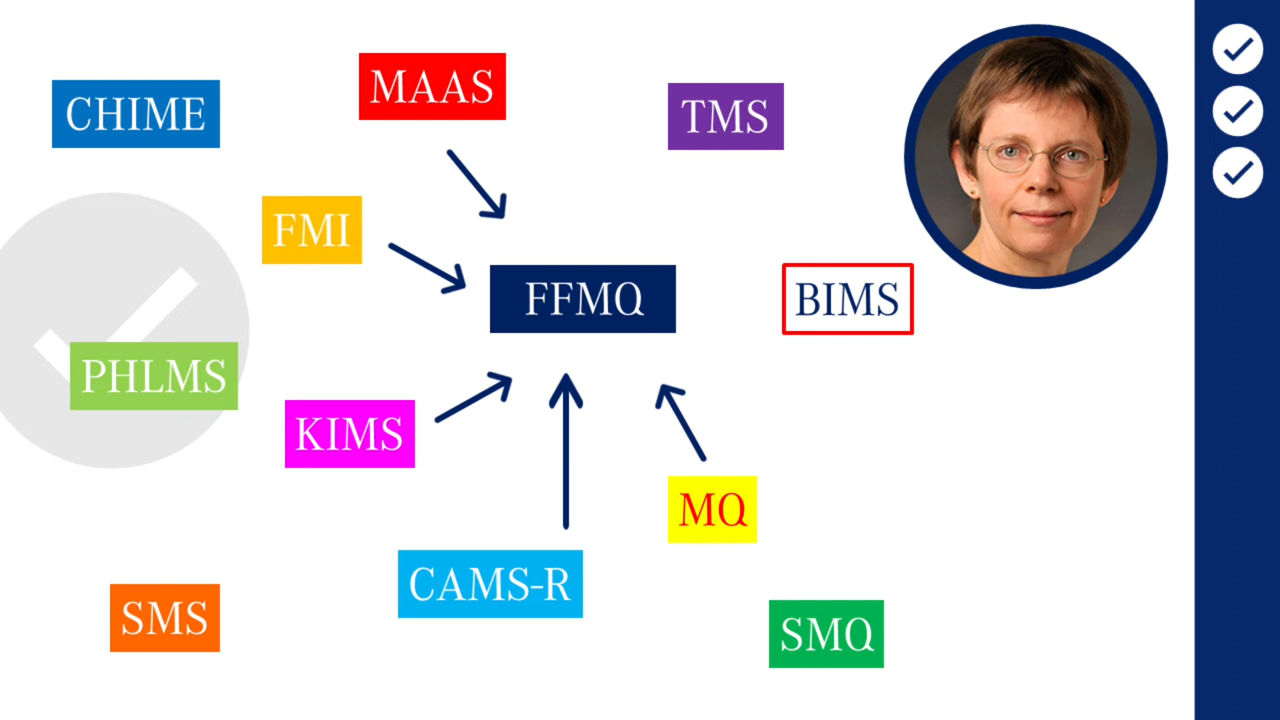 CHIME
MAAS
TMS
FMI
FFMQ
BIMS
PHLMS
KIMS
MQ
CAMS-R
SMS
SMQ